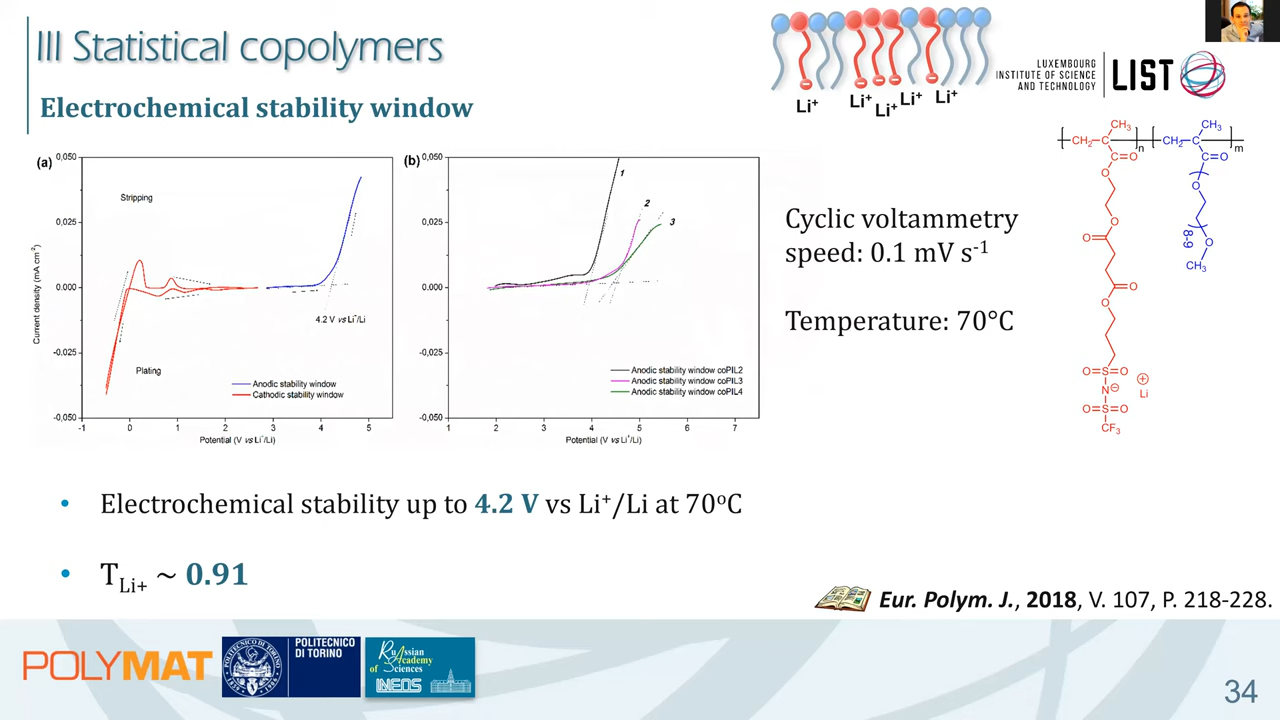 III Statistical copolymers
Electrochemical stability window
Li⁺ Li⁺ Li⁺ Li⁺ Li⁺
LUXEMBOURG
INSTITUTE OF SCIENCE
AND TECHNOLOGY
LIST
(a)
0,050
0,025
0,000
-0,025
-0,050
Current density (mA cm⁻²)
Stripping
Plating
4.2 V vs Li⁺/Li
Anodic stability window
Cathodic stability window
-1 0 1 2 3 4 5
Potential (V vs Li⁺/Li)
(b)
0,050
0,025
0,000
-0,025
-0,050
1
2
3
Anodic stability window coPIL2
Anodic stability window coPIL3
Anodic stability window coPIL4
1 2 3 4 5 6 7
Potential (V vs Li⁺/Li)
Cyclic voltammetry
speed: 0.1 mV s⁻¹
Temperature: 70°C
CH₃ CH₃
CH₂ C n CH₂ C m
C O C O
O O
O
O 8-9 O
CH₃
O
O
O S O
N ⊖ ⊕
Li
O S O
CF₃
• Electrochemical stability up to 4.2 V vs Li⁺/Li at 70°C
• T Li+ ~ 0.91
Eur. Polym. J., 2018, V. 107, P. 218-228.
POLYMAT
POLITECNICO
DI TORINO
RuAssian
Academy
of Sciences
INEOS
34